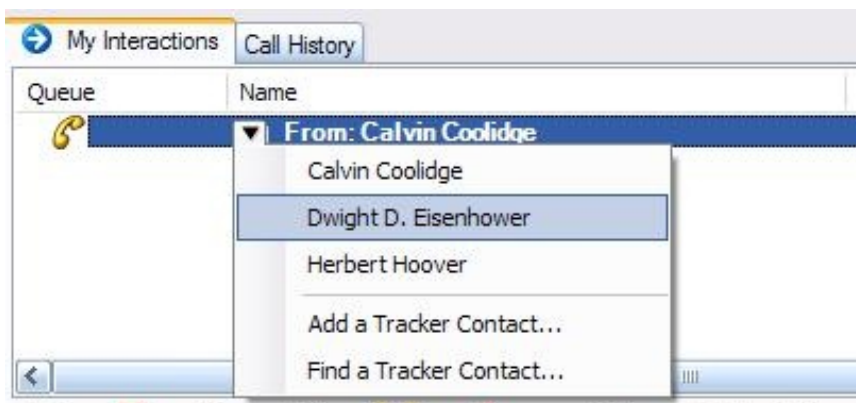 My Interactions Call History
Queue Name
From: Calvin Coolidge
Calvin Coolidge
Dwight D. Eisenhower
Herbert Hoover
Add a Tracker Contact...
Find a Tracker Contact...